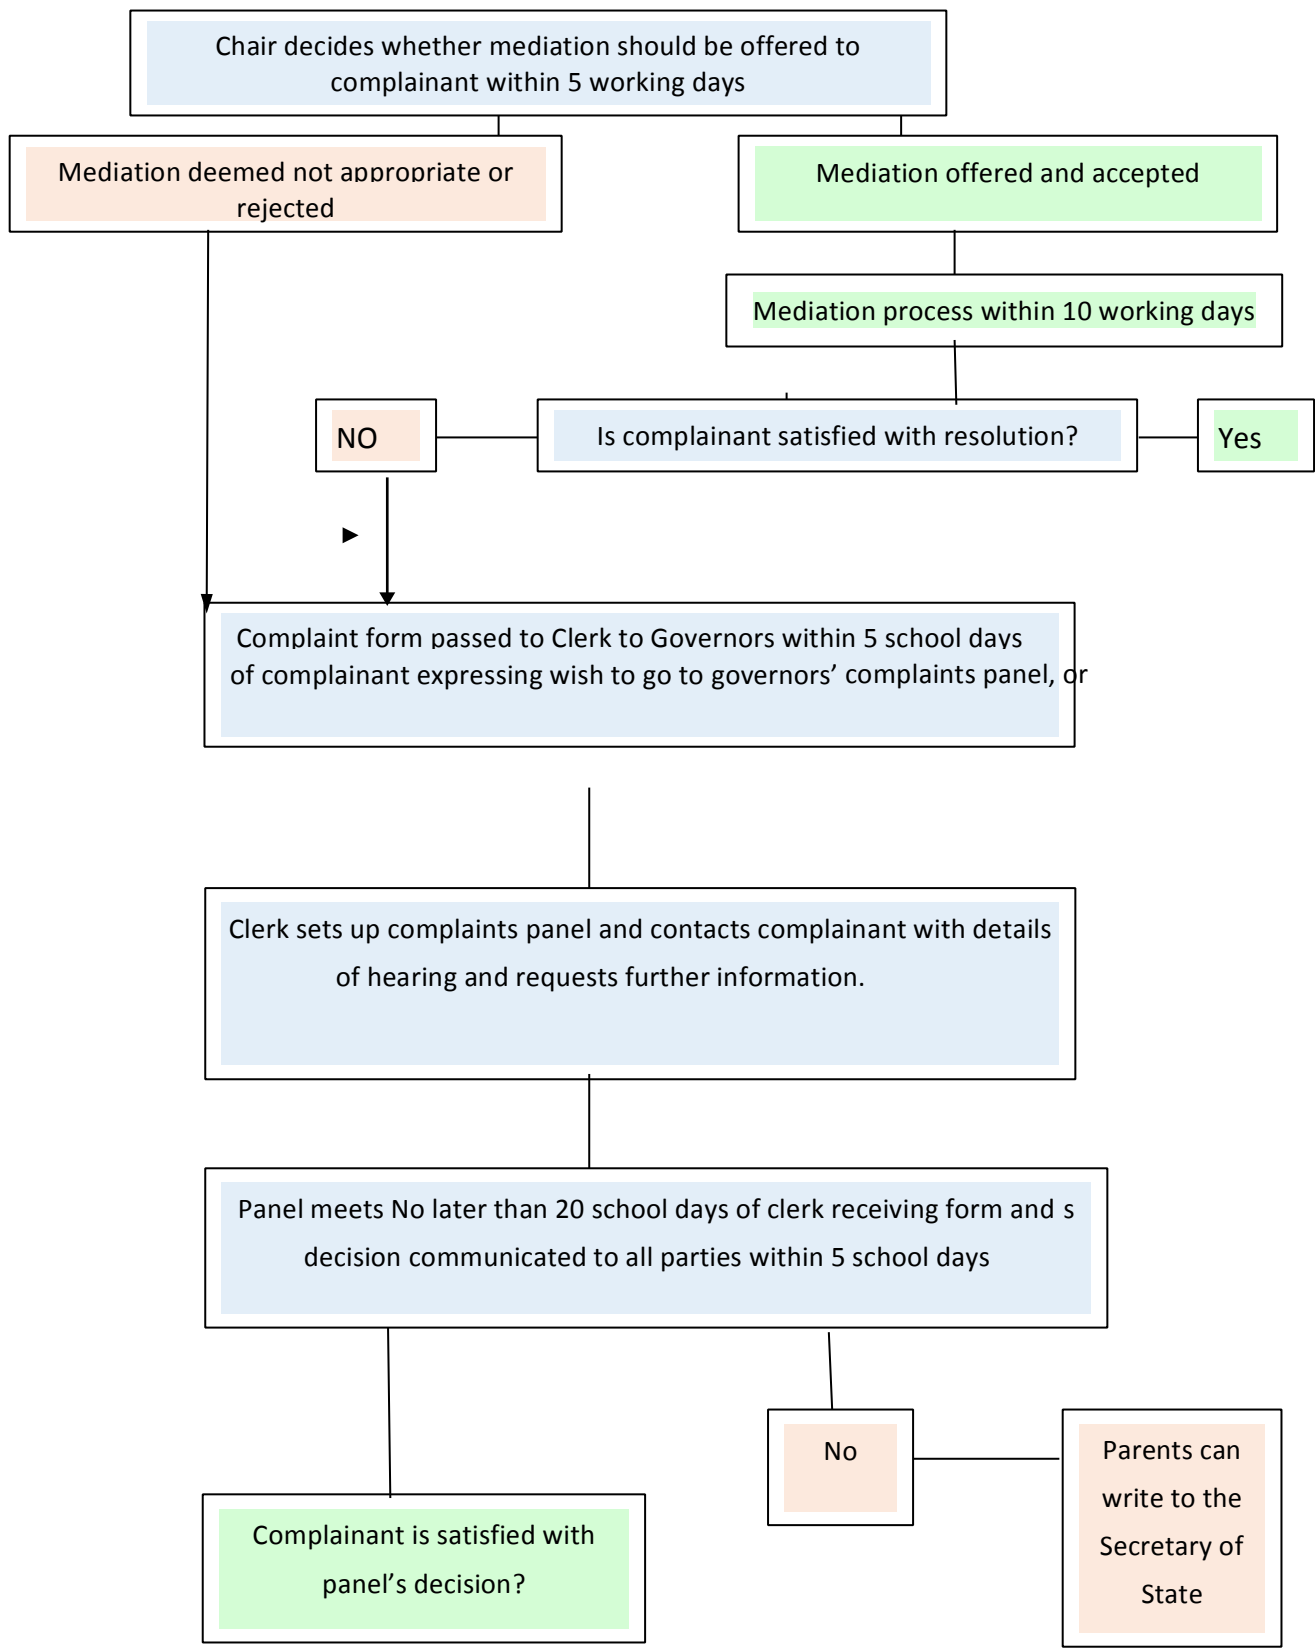 Chair decides whether mediation should be offered to
complainant within 5 working days
Mediation deemed not appropriate or
rejected
Mediation offered and accepted
Mediation process within 10 working days
NO
Is complainant satisfied with resolution?
Yes
Complaint form passed to Clerk to Governors within 5 school days
of complainant expressing wish to go to governors’ complaints panel, or
Clerk sets up complaints panel and contacts complainant with details
of hearing and requests further information.
Panel meets No later than 20 school days of clerk receiving form and s
decision communicated to all parties within 5 school days
No
Parents can
write to the
Secretary of
State
Complainant is satisfied with
panel’s decision?